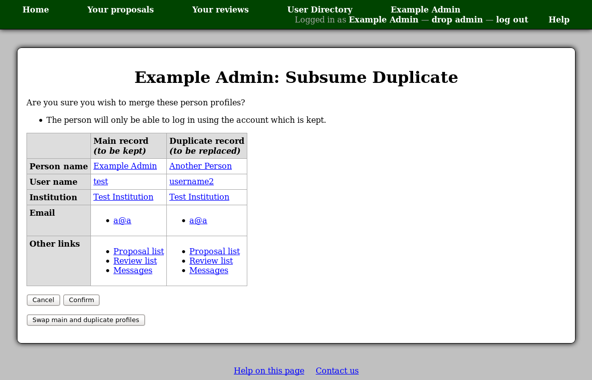 Home Your proposals Your reviews User Directory Example Admin
Logged in as Example Admin — drop admin — log out Help
Example Admin: Subsume Duplicate
Are you sure you wish to merge these person profiles?
• The person will only be able to log in using the account which is kept.
Main record Duplicate record
(to be kept) (to be replaced)
Person name Example Admin Another Person
User name test username2
Institution Test Institution Test Institution
Email
• a@a • a@a
Other links
• Proposal list • Proposal list
• Review list • Review list
• Messages • Messages
Cancel Confirm
Swap main and duplicate profiles
Help on this page Contact us